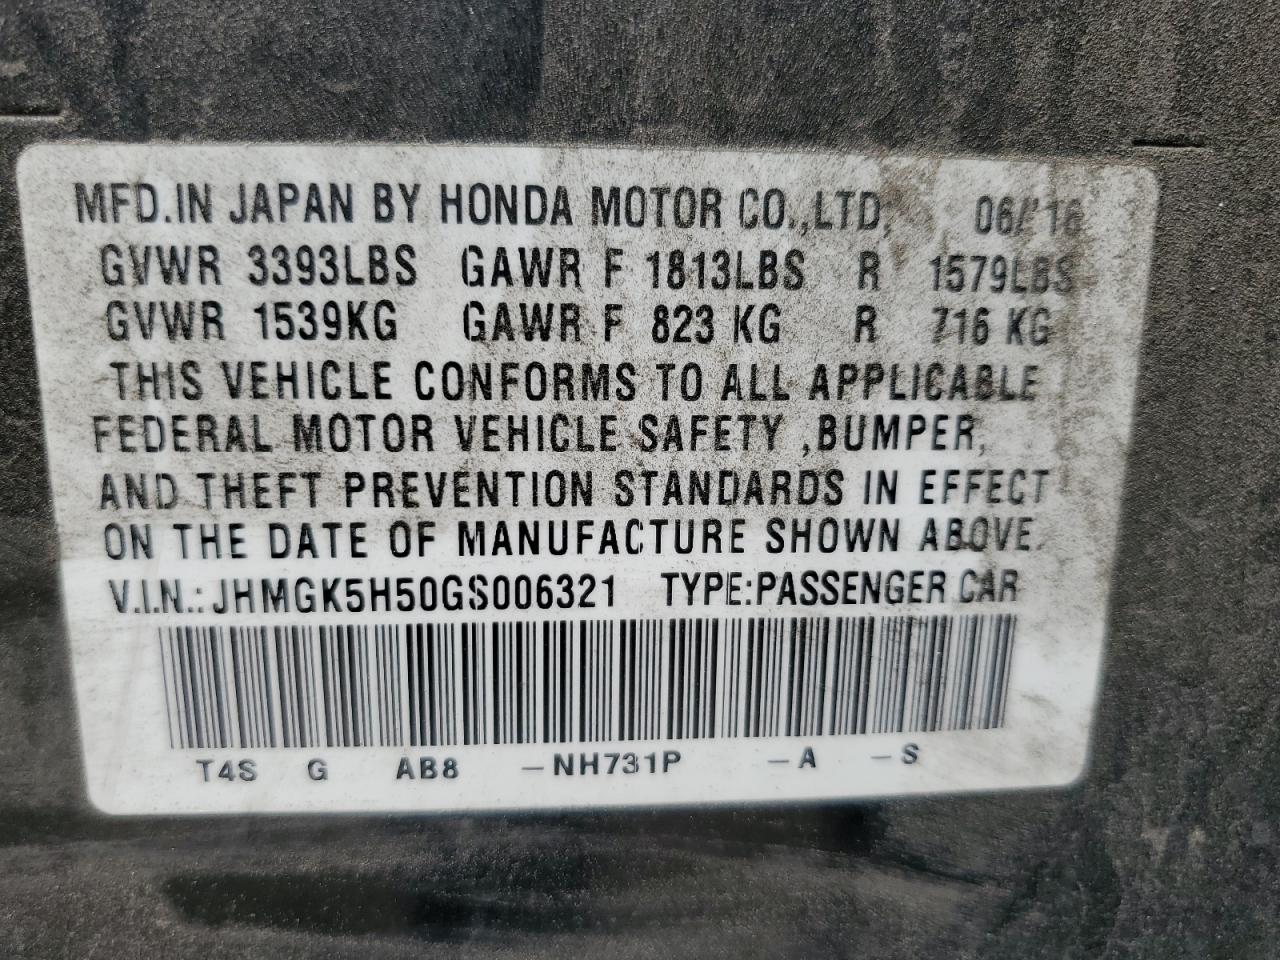 MFD.IN JAPAN BY HONDA MOTOR CO.,LTD. 06/'16
GVWR 3393LBS GAWR F 1813LBS R 1579LBS
GVWR 1539KG GAWR F 823 KG R 716 KG
THIS VEHICLE CONFORMS TO ALL APPLICABLE
FEDERAL MOTOR VEHICLE SAFETY ,BUMPER,
AND THEFT PREVENTION STANDARDS IN EFFECT
ON THE DATE OF MANUFACTURE SHOWN ABOVE.
V.I.N.: JHMGK5H50GS006321 TYPE:PASSENGER CAR
T4S G AB8 -NH731P -A -S